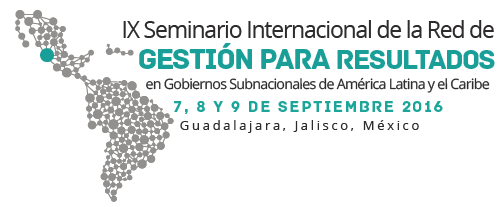 IX Seminario Internacional de la Red de
GESTIÓN PARA RESULTADOS
en Gobiernos Subnacionales de América Latina y el Caribe
7, 8 Y 9 DE SEPTIEMBRE 2016
Guadalajara, Jalisco, México